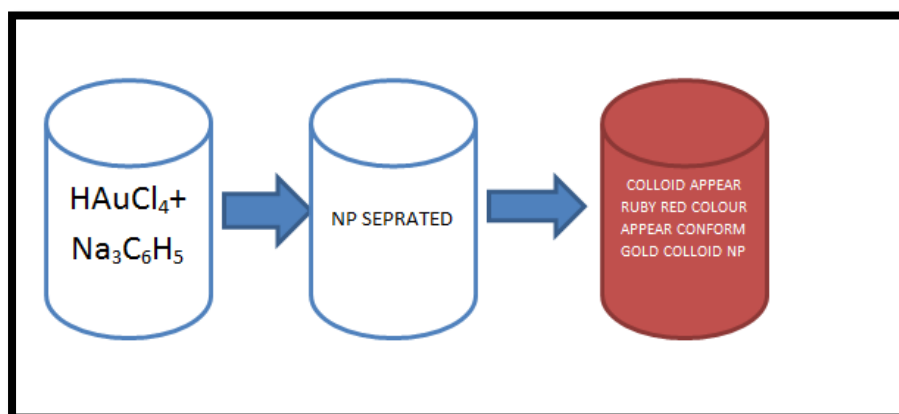 HAuCl₄+
Na₃C₆H₅
NP SEPRATED
COLLOID APPEAR
RUBY RED COLOUR
APPEAR CONFORM
GOLD COLLOID NP